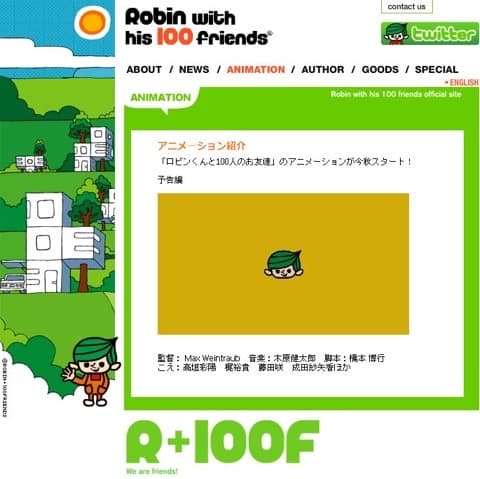 contact us
Robin with
his 100 friends®
twitter
ABOUT / NEWS / ANIMATION / AUTHOR / GOODS / SPECIAL
ENGLISH
ANIMATION
Robin with his 100 friends official site
アニメーション紹介
「ロビンくんと100人のお友達」のアニメーションが今秋スタート！
予告編
監督： Max Weintraub　音楽：木原健太郎　脚本：橋本 博行
こえ：高垣彩陽　梶裕貴　藤田咲　成田紗矢香ほか
©ROBIN+100FRIENDS
R+100F
We are friends!